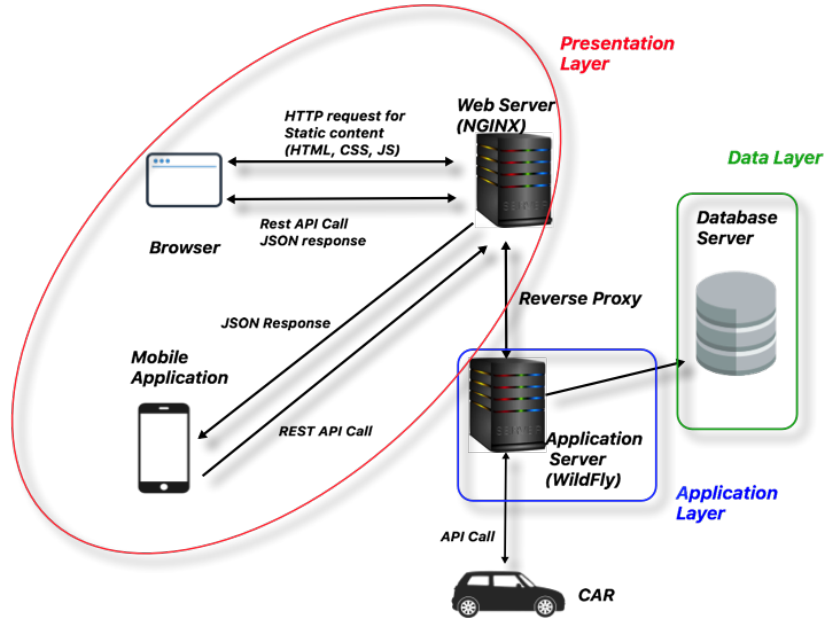 Presentation
Layer
HTTP request for
Static content
(HTML, CSS, JS)
Web Server
(NGINX)
Data Layer
Rest API Call
JSON response
Browser
Database
Server
Reverse Proxy
JSON Response
Mobile
Application
REST API Call
Application
Server
(WildFly)
Application
Layer
API Call
CAR